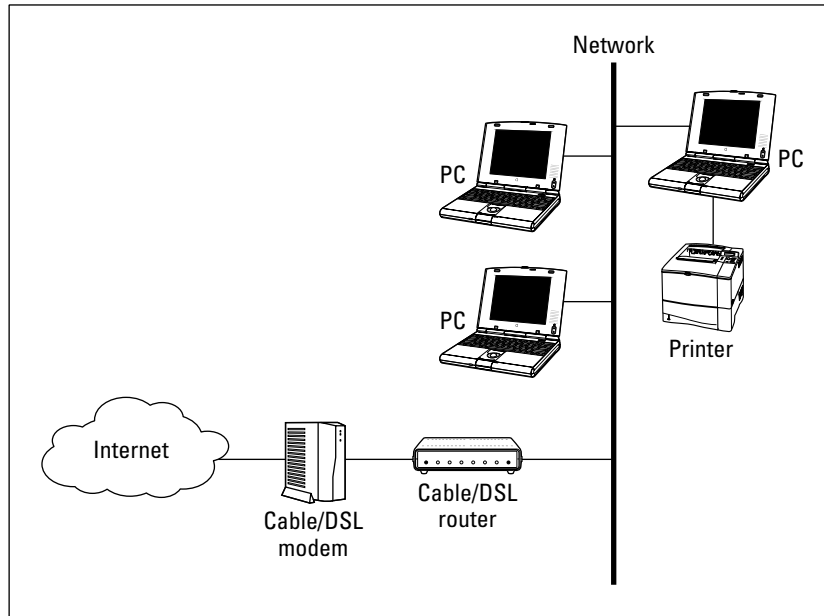 Network
PC
PC
PC
Printer
Internet
Cable/DSL
modem
Cable/DSL
router